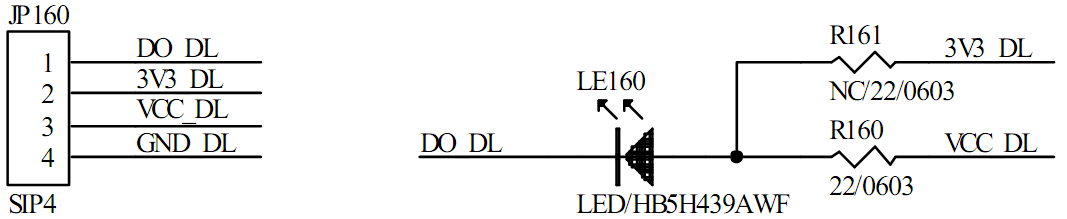 JP160
1 DO_DL
2 3V3_DL
3 VCC_DL
4 GND_DL
SIP4
R161 3V3_DL
NC/22/0603
LE160
R160
DO_DL VCC_DL
22/0603
LED/HB5H439AWF